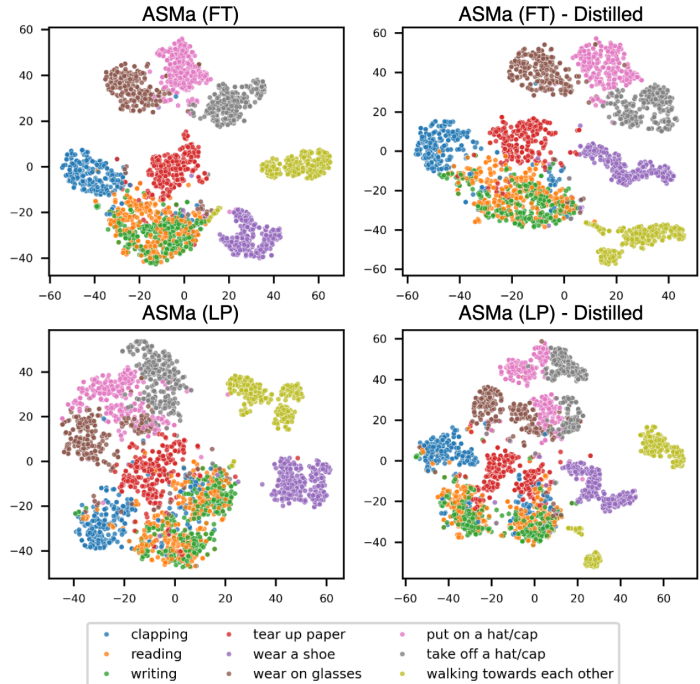 ASMa (FT)
ASMa (FT) - Distilled
60
40
20
0
−20
−40
−60 −40 −20 0 20 40 60
60
40
20
0
−20
−40
−60
−60 −40 −20 0 20 40
ASMa (LP)
ASMa (LP) - Distilled
40
20
0
−20
−40
−40 −20 0 20 40 60
60
40
20
0
−20
−40
−60 −40 −20 0 20 40 60
clapping tear up paper put on a hat/cap
reading wear a shoe take off a hat/cap
writing wear on glasses walking towards each other